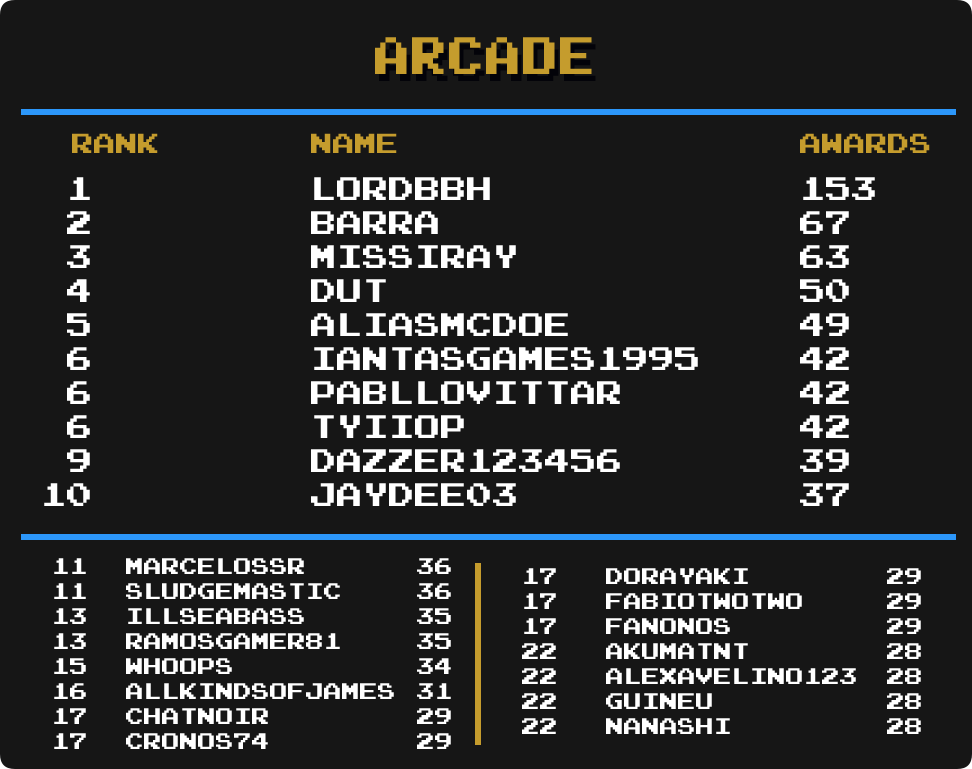 ARCADE
RANK NAME AWARDS
1 LORDBBH 153
2 BARRA 67
3 MISSIRAY 63
4 DUT 50
5 ALIASMCDOE 49
6 IANTASGAMES1995 42
6 PABLLOVITTAR 42
6 TYIIOP 42
9 DAZZER123456 39
10 JAYDEE03 37
11 MARCELOSSR 36
11 SLUDGEMASTIC 36
13 ILLSEABASS 35
13 RAMOSGAMER81 35
15 WHOOPS 34
16 ALLKINDSOFJAMES 31
17 CHATNOIR 29
17 CRONOS74 29
17 DORAYAKI 29
17 FABIOTWOTWO 29
17 FANONOS 29
22 AKUMATNT 28
22 ALEXAVELINO123 28
22 GUINEU 28
22 NANASHI 28